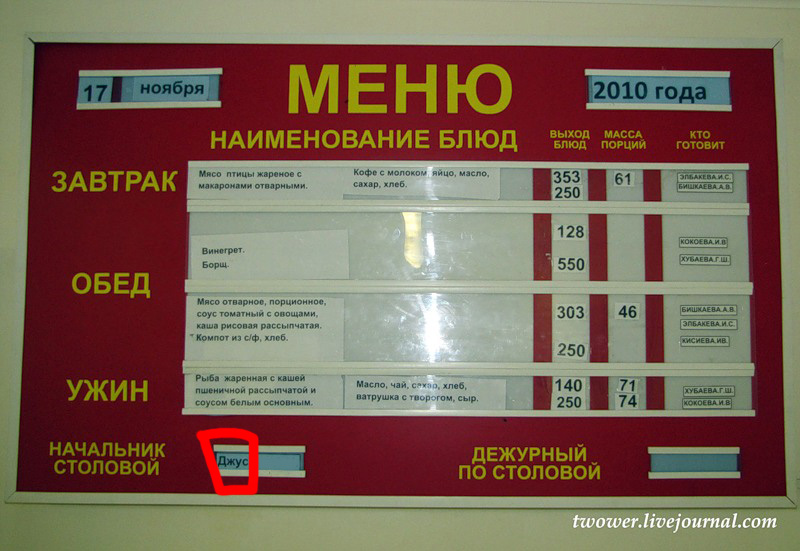 17 ноября
МЕНЮ
2010 года
НАИМЕНОВАНИЕ БЛЮД
ВЫХОД БЛЮД
МАССА ПОРЦИЙ
КТО ГОТОВИТ
ЗАВТРАК
Мясо птицы жареное с
макаронами отварными.
Кофе с молоком, яйцо, масло,
сахар, хлеб.
353
250
61
ЭЛБАКЕВА.И.С.
БИШКАЕВА.А.В.
ОБЕД
Винегрет.
Борщ.
128
550
КОКОЕВА.И.В
ХУБАЕВА.Г.Ш.
Мясо отварное, порционное,
соус томатный с овощами,
каша рисовая рассыпчатая.
Компот из с/ф, хлеб.
303
250
46
БИШКАЕВА.А.В.
ЭЛБАКЕВА.И.С.
КИСИЕВА.ИВ.
УЖИН
Рыба жаренная с кашей
пшеничной рассыпчатой и
соусом белым основным.
Масло, чай, сахар, хлеб,
ватрушка с творогом, сыр.
140
250
71
74
ХУБАЕВА.Г.Ш.
КОКОЕВА.И.В
НАЧАЛЬНИК
СТОЛОВОЙ
Джус
ДЕЖУРНЫЙ
ПО СТОЛОВОЙ
twower.livejournal.com